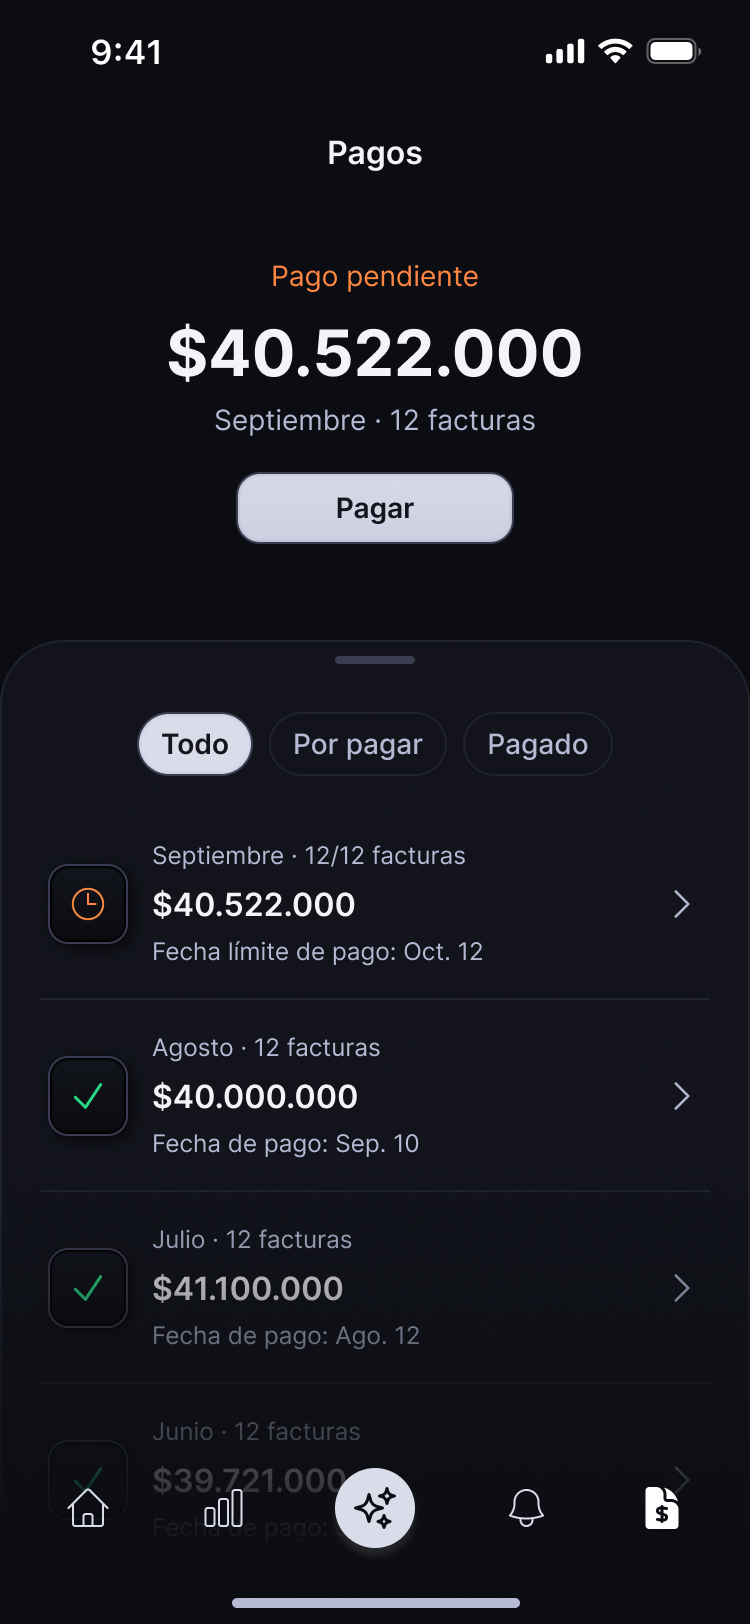 9:41
Pagos
Pago pendiente
$40.522.000
Septiembre · 12 facturas
Pagar
Todo
Por pagar
Pagado
Septiembre · 12/12 facturas
$40.522.000
Fecha límite de pago: Oct. 12
Agosto · 12 facturas
$40.000.000
Fecha de pago: Sep. 10
Julio · 12 facturas
$41.100.000
Fecha de pago: Ago. 12
Junio · 12 facturas
$39.721.000
Fecha de pago:
$